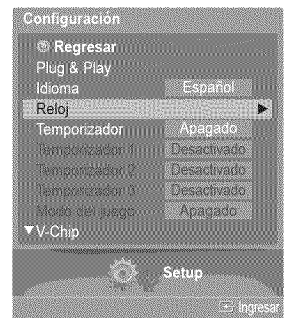 Configuración
Regresar
Plug & Play
Idioma Español
Reloj
Temporizador Apagado
Temporizador 1 Desactivado
Temporizador 2 Desactivado
Temporizador 3 Desactivado
Modo del juego Apagado
V-Chip
Setup
Ingresar